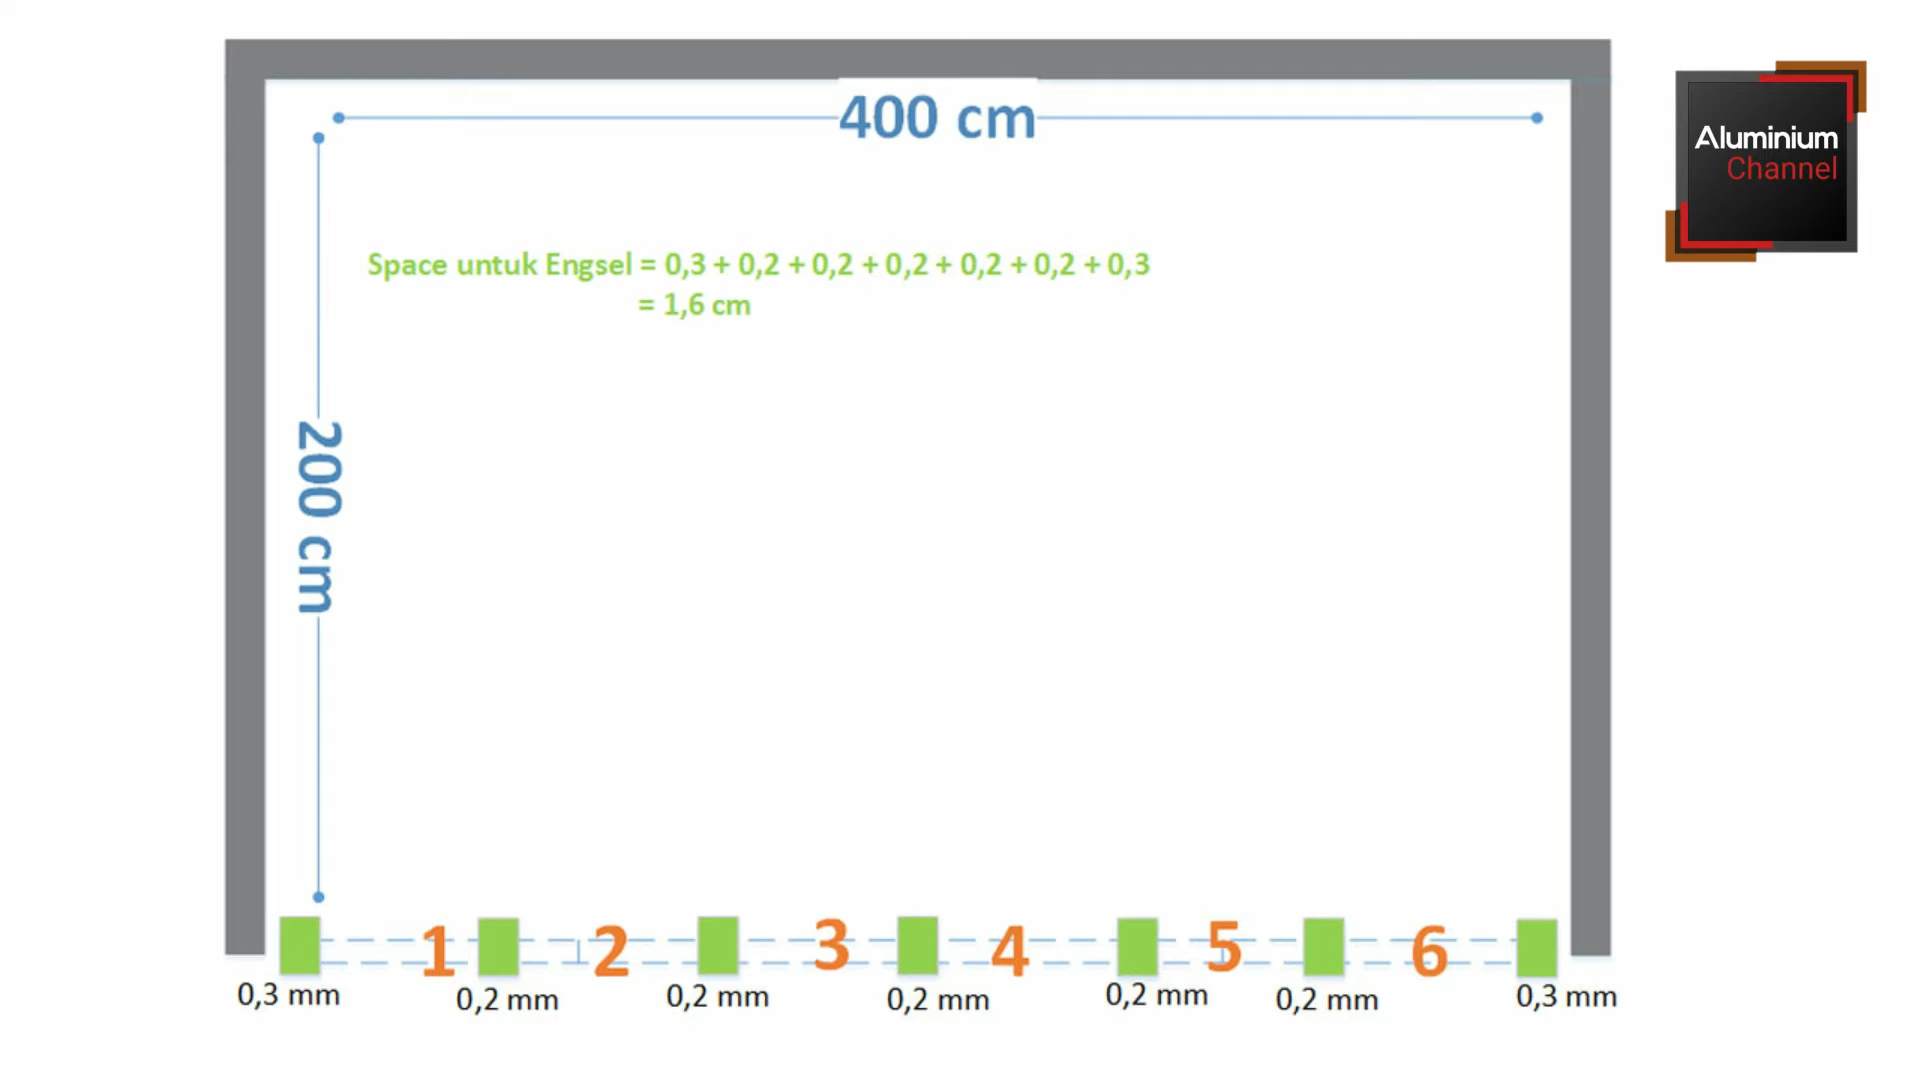 400 cm
Aluminium
Channel
Space untuk Engsel = 0,3 + 0,2 + 0,2 + 0,2 + 0,2 + 0,2 + 0,3
= 1,6 cm
200 cm
1 2 3 4 5 6
0,3 mm 0,2 mm 0,2 mm 0,2 mm 0,2 mm 0,2 mm 0,3 mm